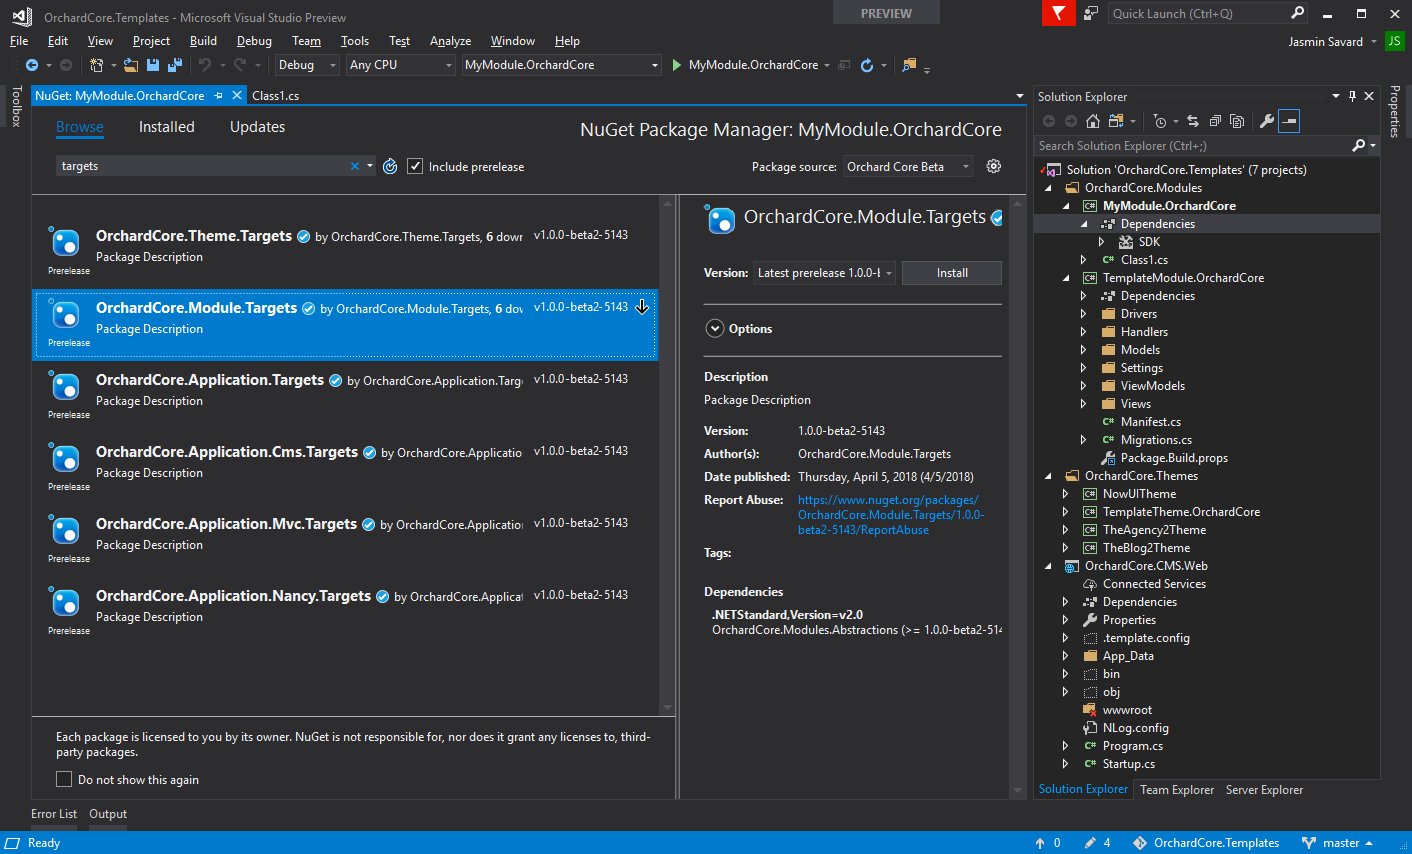 OrchardCore.Templates - Microsoft Visual Studio Preview
PREVIEW
Quick Launch (Ctrl+Q)
File Edit View Project Build Debug Team Tools Test Analyze Window Help
Jasmin Savard
JS
Debug Any CPU MyModule.OrchardCore MyModule.OrchardCore
Toolbox
NuGet: MyModule.OrchardCore Class1.cs
Browse Installed Updates
NuGet Package Manager: MyModule.OrchardCore
targets
Include prerelease
Package source: Orchard Core Beta
OrchardCore.Theme.Targets by OrchardCore.Theme.Targets, 6 down v1.0.0-beta2-5143
Package Description
Prerelease
OrchardCore.Module.Targets by OrchardCore.Module.Targets, 6 dov v1.0.0-beta2-5143
Package Description
Prerelease
OrchardCore.Application.Targets by OrchardCore.Application.Targ v1.0.0-beta2-5143
Package Description
Prerelease
OrchardCore.Application.Cms.Targets by OrchardCore.Applicatio v1.0.0-beta2-5143
Package Description
Prerelease
OrchardCore.Application.Mvc.Targets by OrchardCore.Application v1.0.0-beta2-5143
Package Description
Prerelease
OrchardCore.Application.Nancy.Targets by OrchardCore.Applicat v1.0.0-beta2-5143
Package Description
Prerelease
Each package is licensed to you by its owner. NuGet is not responsible for, nor does it grant any licenses to, third-
party packages.
Do not show this again
OrchardCore.Module.Targets
Version: Latest prerelease 1.0.0-b Install
Options
Description
Package Description
Version: 1.0.0-beta2-5143
Author(s): OrchardCore.Module.Targets
Date published: Thursday, April 5, 2018 (4/5/2018)
Report Abuse: https://www.nuget.org/packages/
OrchardCore.Module.Targets/1.0.0-
beta2-5143/ReportAbuse
Tags:
Dependencies
.NETStandard,Version=v2.0
OrchardCore.Modules.Abstractions (>= 1.0.0-beta2-514
Solution Explorer
Search Solution Explorer (Ctrl+;)
Solution 'OrchardCore.Templates' (7 projects)
OrchardCore.Modules
MyModule.OrchardCore
Dependencies
SDK
Class1.cs
TemplateModule.OrchardCore
Dependencies
Drivers
Handlers
Models
Settings
ViewModels
Views
Manifest.cs
Migrations.cs
Package.Build.props
OrchardCore.Themes
NowUITheme
TemplateTheme.OrchardCore
TheAgency2Theme
TheBlog2Theme
OrchardCore.CMS.Web
Connected Services
Dependencies
Properties
.template.config
App_Data
bin
obj
wwwroot
NLog.config
Program.cs
Startup.cs
Solution Explorer Team Explorer Server Explorer
Properties
Error List Output
Ready
0 4 OrchardCore.Templates master